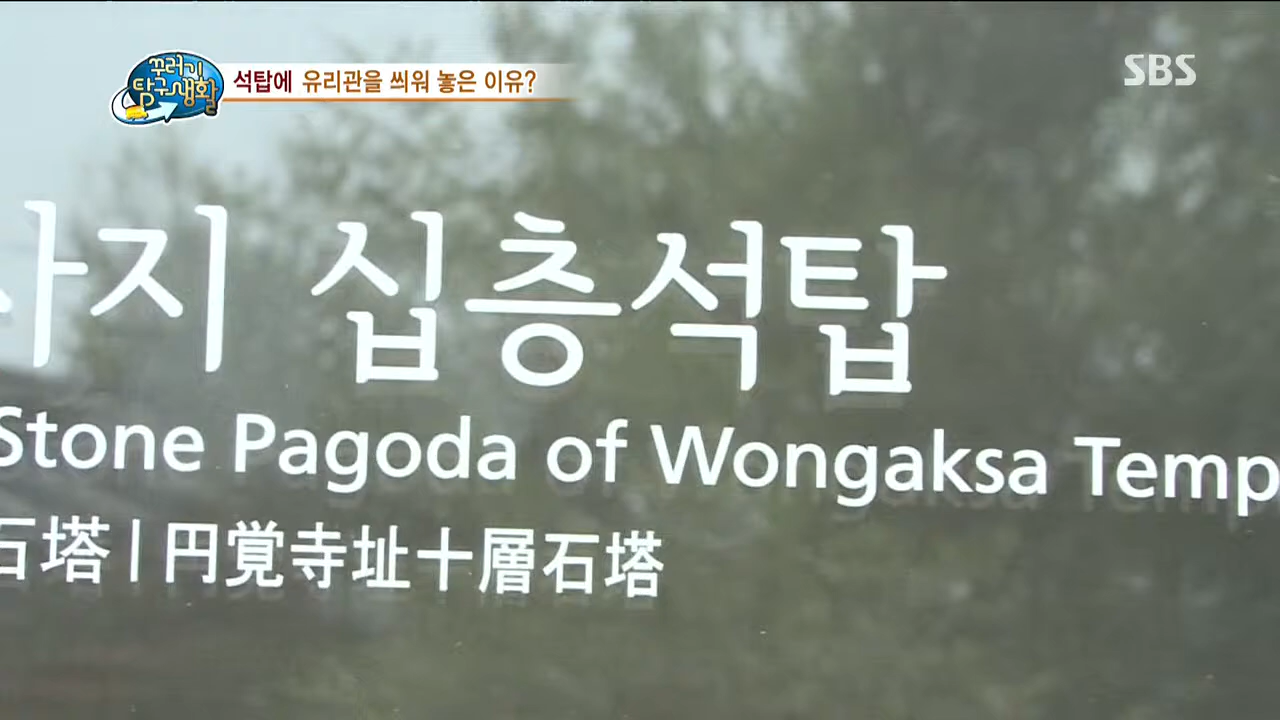 꾸러기
탐구생활
석탑에 유리관을 씌워 놓은 이유?
SBS
사지 십층석탑
Stone Pagoda of Wongaksa Temp
石塔 | 円覚寺址十層石塔